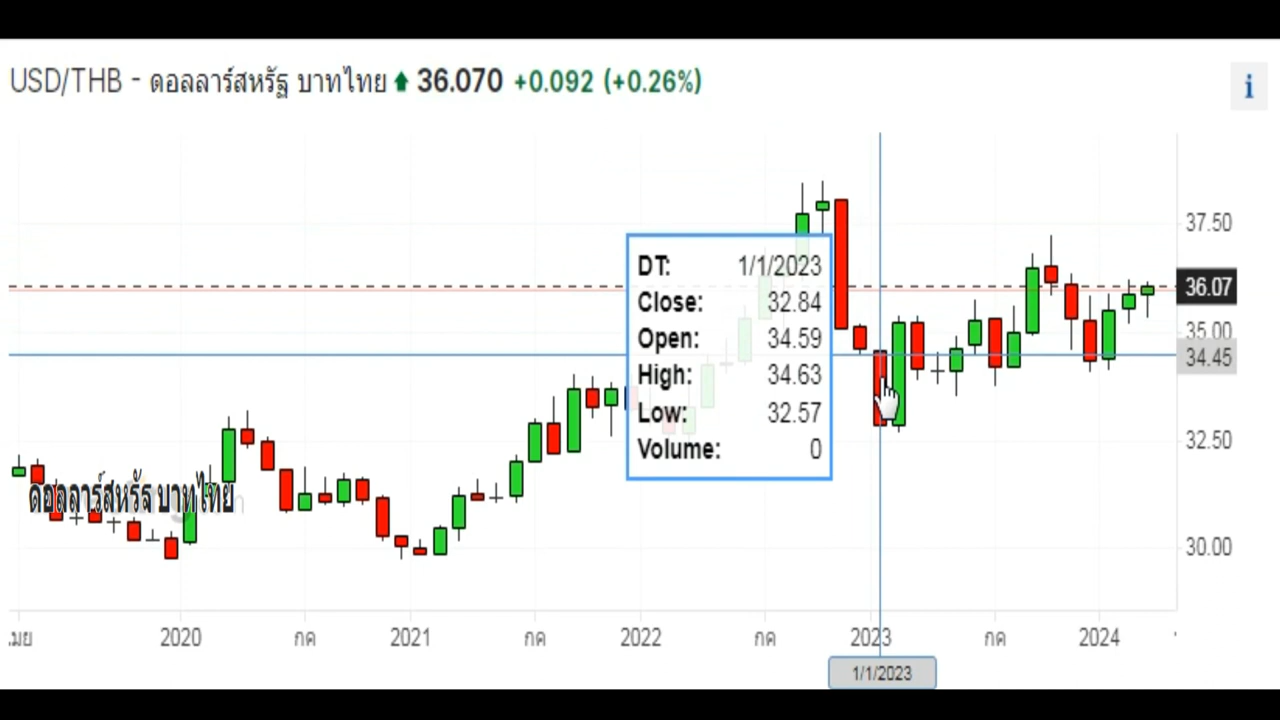 USD/THB - ดอลลาร์สหรัฐ บาทไทย 36.070 +0.092 (+0.26%)
i
37.50
36.07
35.00
34.45
32.50
30.00
DT: 1/1/2023
Close: 32.84
Open: 34.59
High: 34.63
Low: 32.57
Volume: 0
ดอลลาร์สหรัฐ บาทไทย
เมย 2020 กค 2021 กค 2022 กค 2023 กค 2024
1/1/2023